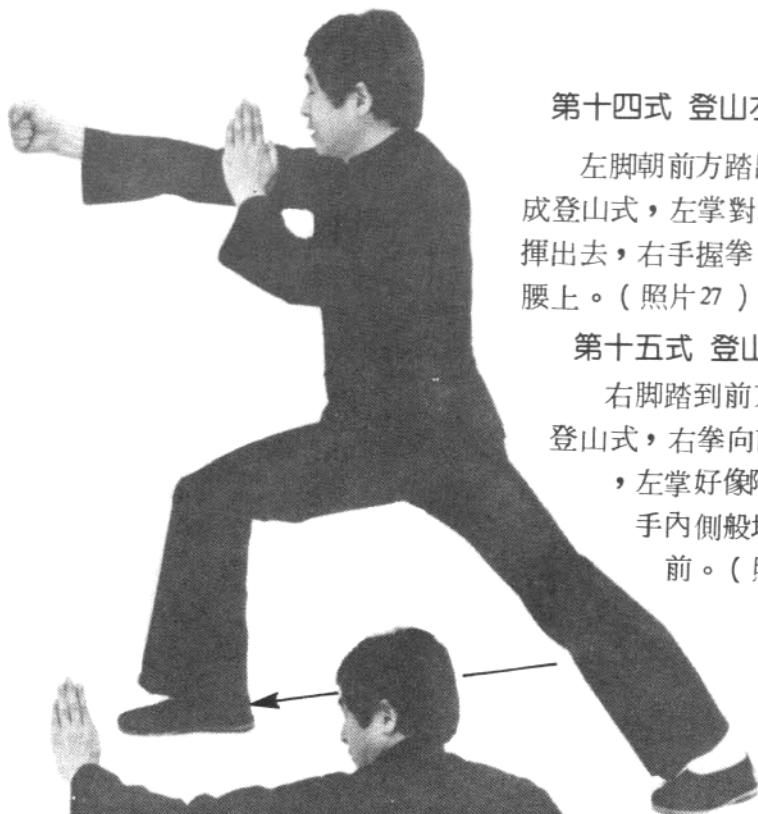 第十四式 登山
左脚朝前方踏
成登山式，左掌對
揮出去，右手握拳
腰上。（照片27）
第十五式 登山
右脚踏到前
登山式，右拳向
，左掌好像
手內側般
前。（